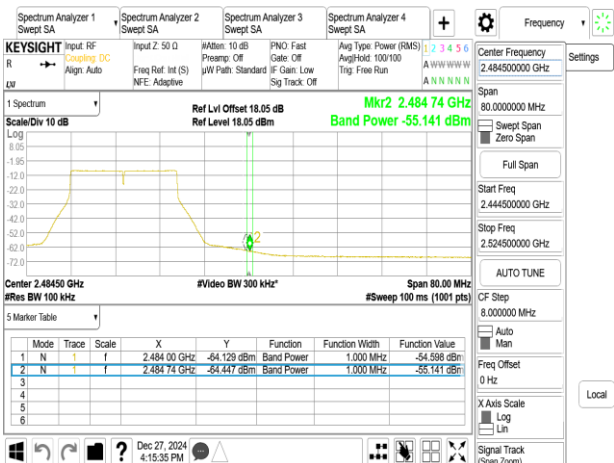 Spectrum Analyzer 1
Swept SA
Spectrum Analyzer 2
Swept SA
Spectrum Analyzer 3
Swept SA
Spectrum Analyzer 4
Swept SA
+
Frequency
Settings
KEYSIGHT
R
Input: RF
Coupling: DC
Align: Auto
Input Z: 50 Ω
Freq Ref: Int (S)
NFE: Adaptive
#Atten: 10 dB
Preamp: Off
µW Path: Standard
PNO: Fast
Gate: Off
IF Gain: Low
Sig Track: Off
Avg Type: Power (RMS)
Avg|Hold: 100/100
Trig: Free Run
1 2 3 4 5 6
A W W W W W
A N N N N N
1 Spectrum
Scale/Div 10 dB
Ref Lvl Offset 18.05 dB
Ref Level 18.05 dBm
Mkr2 2.484 74 GHz
Band Power -55.141 dBm
Log
8.05
-1.95
-12.0
-22.0
-32.0
-42.0
-52.0
-62.0
-72.0
2
Center 2.48450 GHz
#Res BW 100 kHz
#Video BW 300 kHz*
Span 80.00 MHz
#Sweep 100 ms (1001 pts)
5 Marker Table
Mode Trace Scale X Y Function Function Width Function Value
1 N 1 f 2.484 00 GHz -64.129 dBm Band Power 1.000 MHz -54.598 dBm
2 N 1 f 2.484 74 GHz -64.447 dBm Band Power 1.000 MHz -55.141 dBm
3
4
5
6
Dec 27, 2024
4:15:35 PM
Center Frequency
2.484500000 GHz
Span
80.0000000 MHz
Swept Span
Zero Span
Full Span
Start Freq
2.444500000 GHz
Stop Freq
2.524500000 GHz
AUTO TUNE
CF Step
8.000000 MHz
Auto
Man
Freq Offset
0 Hz
X Axis Scale
Log
Lin
Signal Track
(Span Zoom)
Local